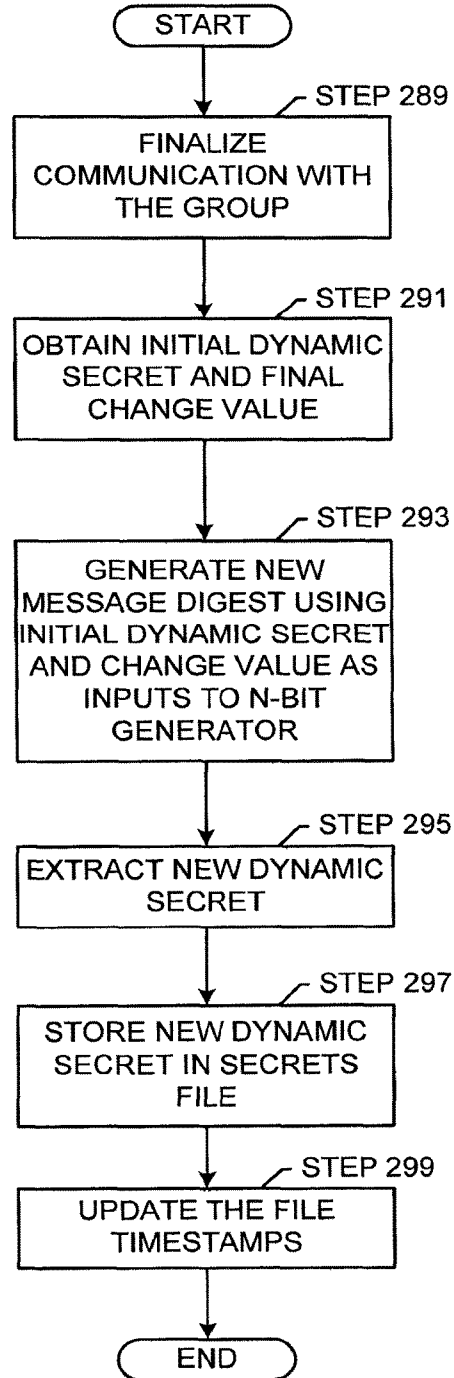 START
STEP 289
FINALIZE
COMMUNICATION WITH
THE GROUP
STEP 291
OBTAIN INITIAL DYNAMIC
SECRET AND FINAL
CHANGE VALUE
STEP 293
GENERATE NEW
MESSAGE DIGEST USING
INITIAL DYNAMIC SECRET
AND CHANGE VALUE AS
INPUTS TO N-BIT
GENERATOR
STEP 295
EXTRACT NEW DYNAMIC
SECRET
STEP 297
STORE NEW DYNAMIC
SECRET IN SECRETS
FILE
STEP 299
UPDATE THE FILE
TIMESTAMPS
END